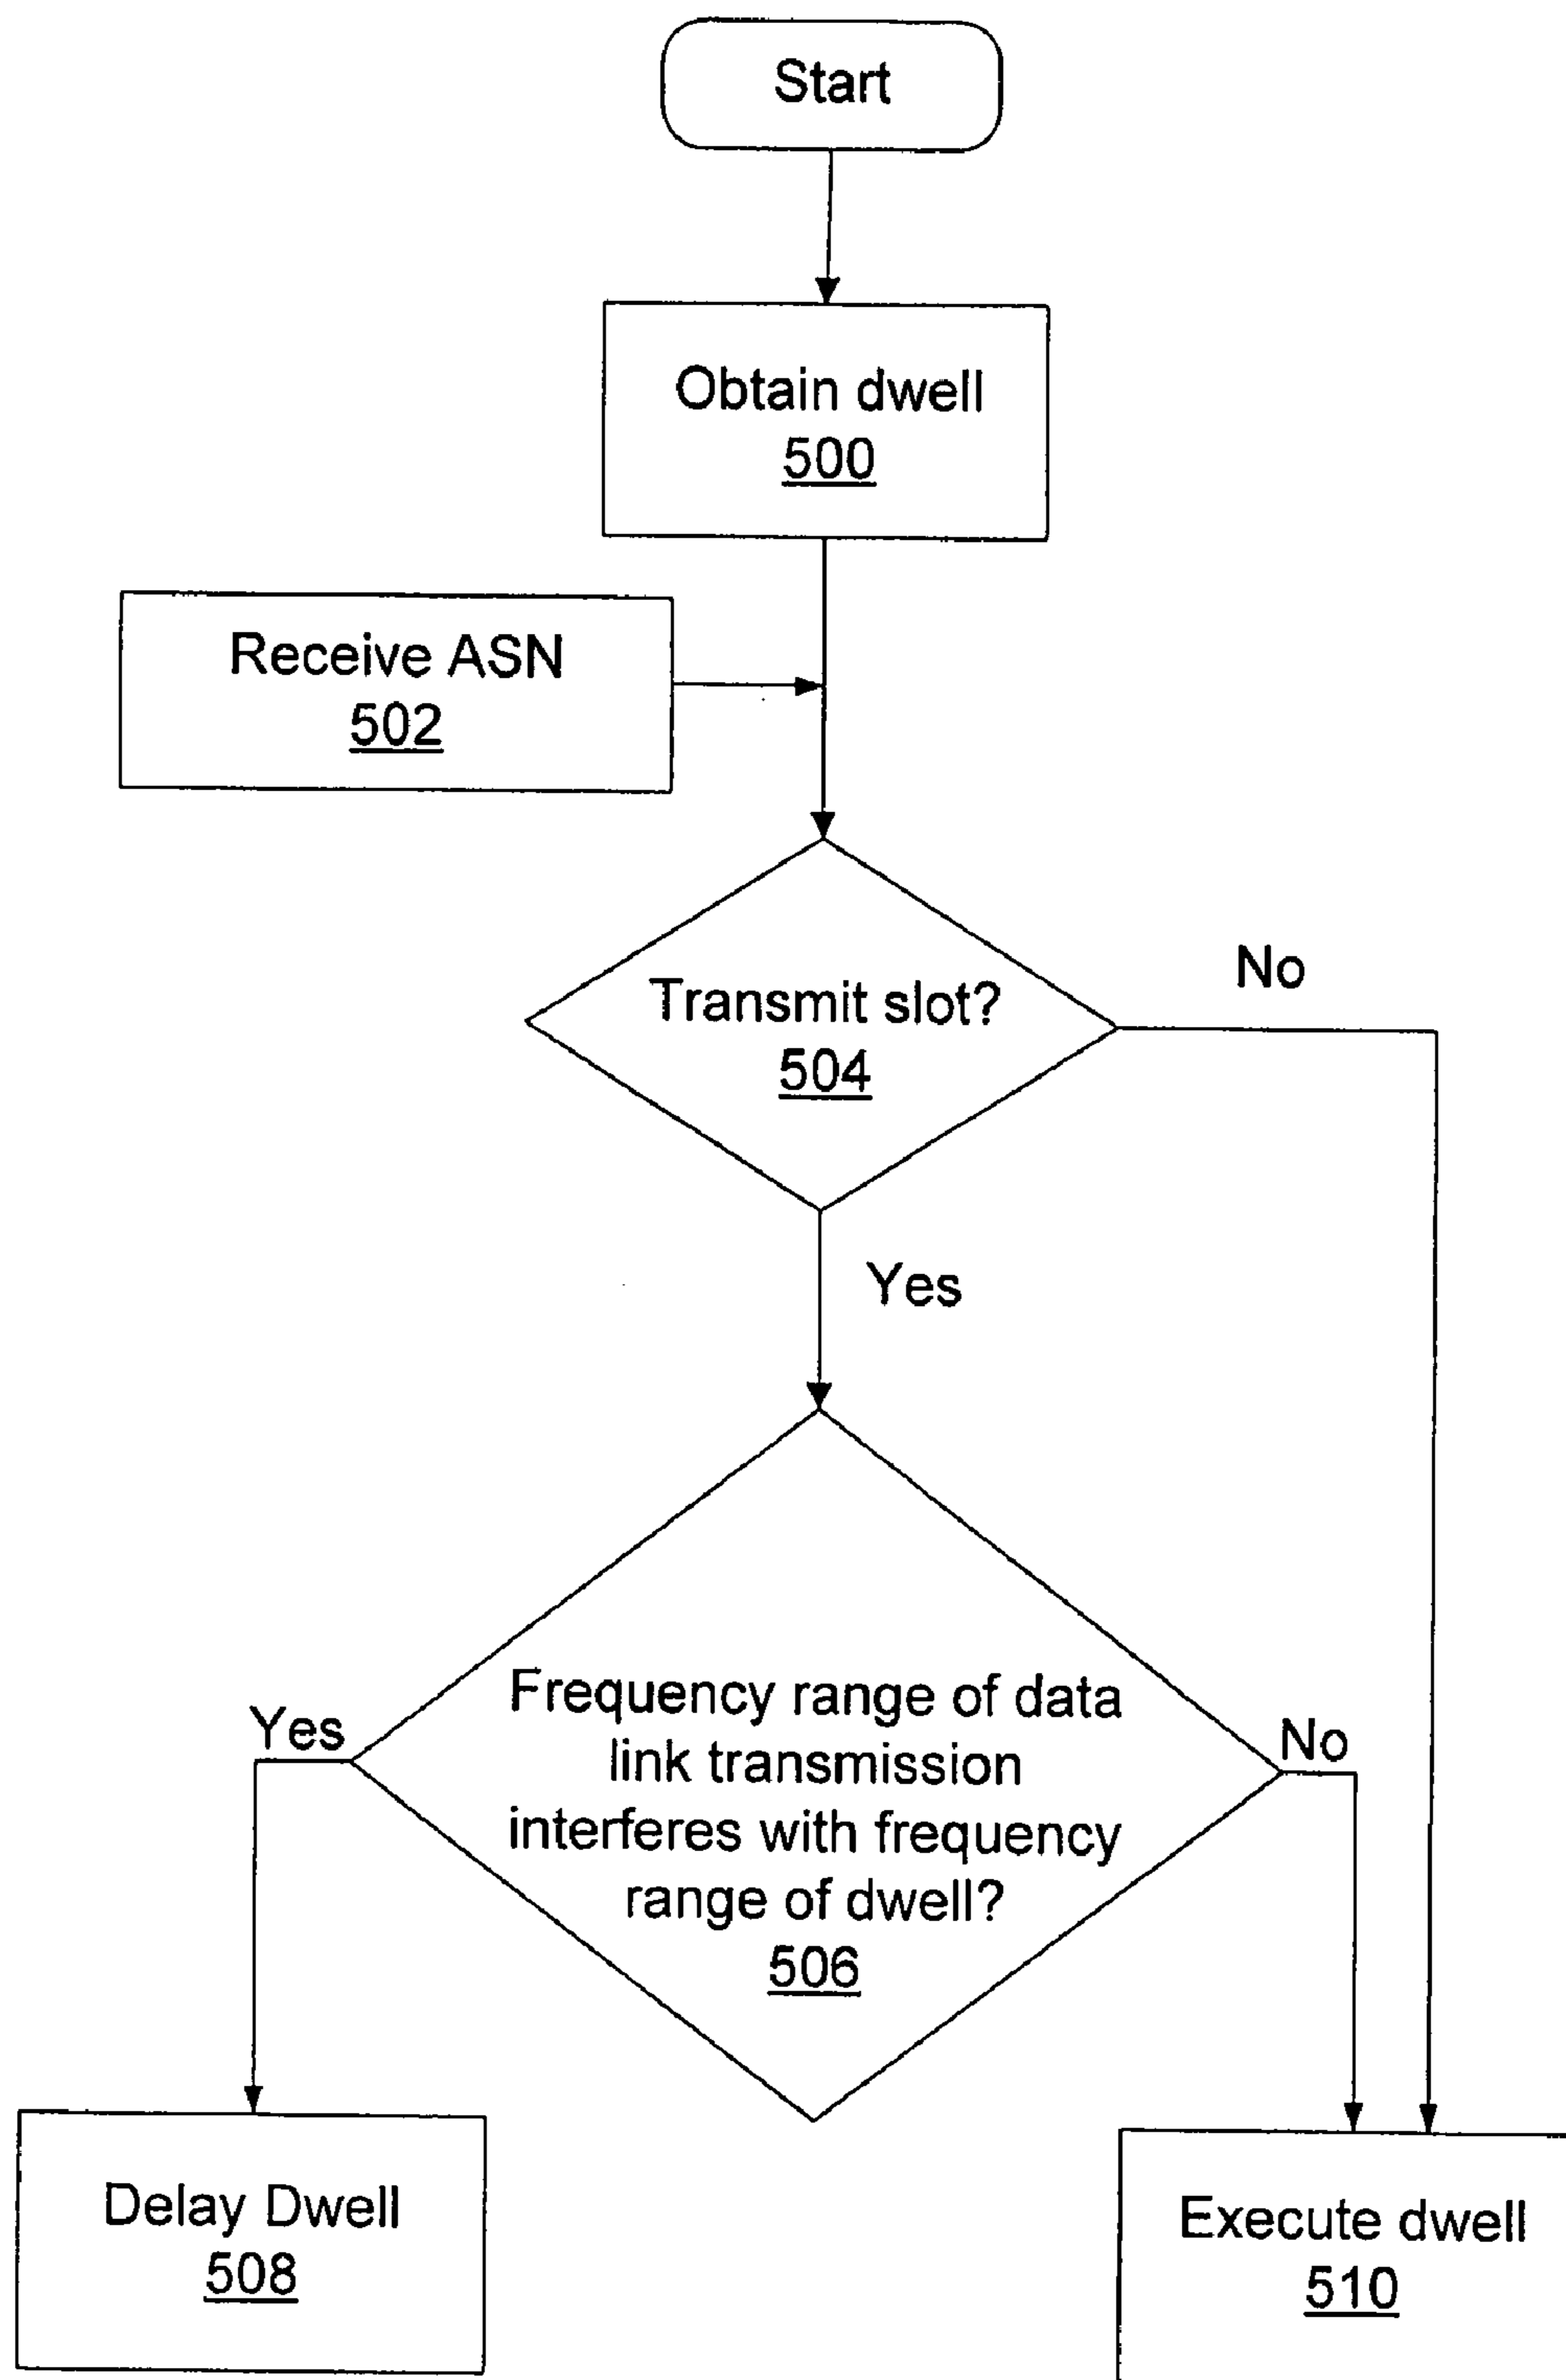 Start
Obtain dwell
500
Receive ASN
502
Transmit slot?
504
No
Yes
Frequency range of data
link transmission
interferes with frequency
range of dwell?
506
Yes
No
Delay Dwell
508
Execute dwell
510